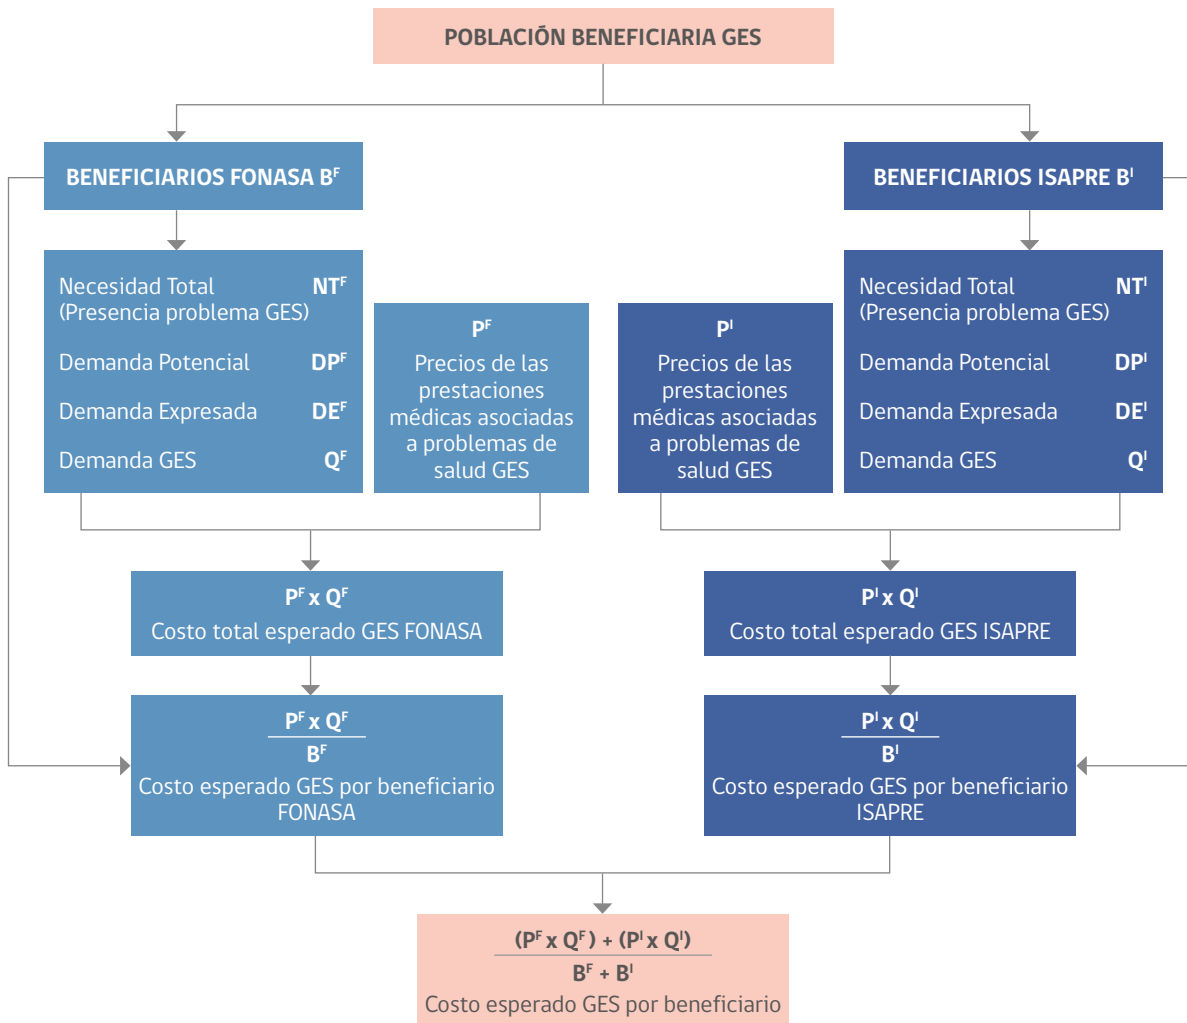 POBLACIÓN BENEFICIARIA GES
BENEFICIARIOS FONASA Bᶠ
BENEFICIARIOS ISAPRE Bᴵ
Necesidad Total NTᶠ
(Presencia problema GES)
Demanda Potencial DPᶠ
Demanda Expresada DEᶠ
Demanda GES Qᶠ
Pᶠ
Precios de las
prestaciones
médicas asociadas
a problemas de
salud GES
Pᴵ
Precios de las
prestaciones
médicas asociadas
a problemas de
salud GES
Necesidad Total NTᴵ
(Presencia problema GES)
Demanda Potencial DPᴵ
Demanda Expresada DEᴵ
Demanda GES Qᴵ
Pᶠ x Qᶠ
Costo total esperado GES FONASA
Pᴵ x Qᴵ
Costo total esperado GES ISAPRE
Pᶠ x Qᶠ
Bᶠ
Costo esperado GES por beneficiario
FONASA
Pᴵ x Qᴵ
Bᴵ
Costo esperado GES por beneficiario
ISAPRE
(Pᶠ x Qᶠ) + (Pᴵ x Qᴵ)
Bᶠ + Bᴵ
Costo esperado GES por beneficiario